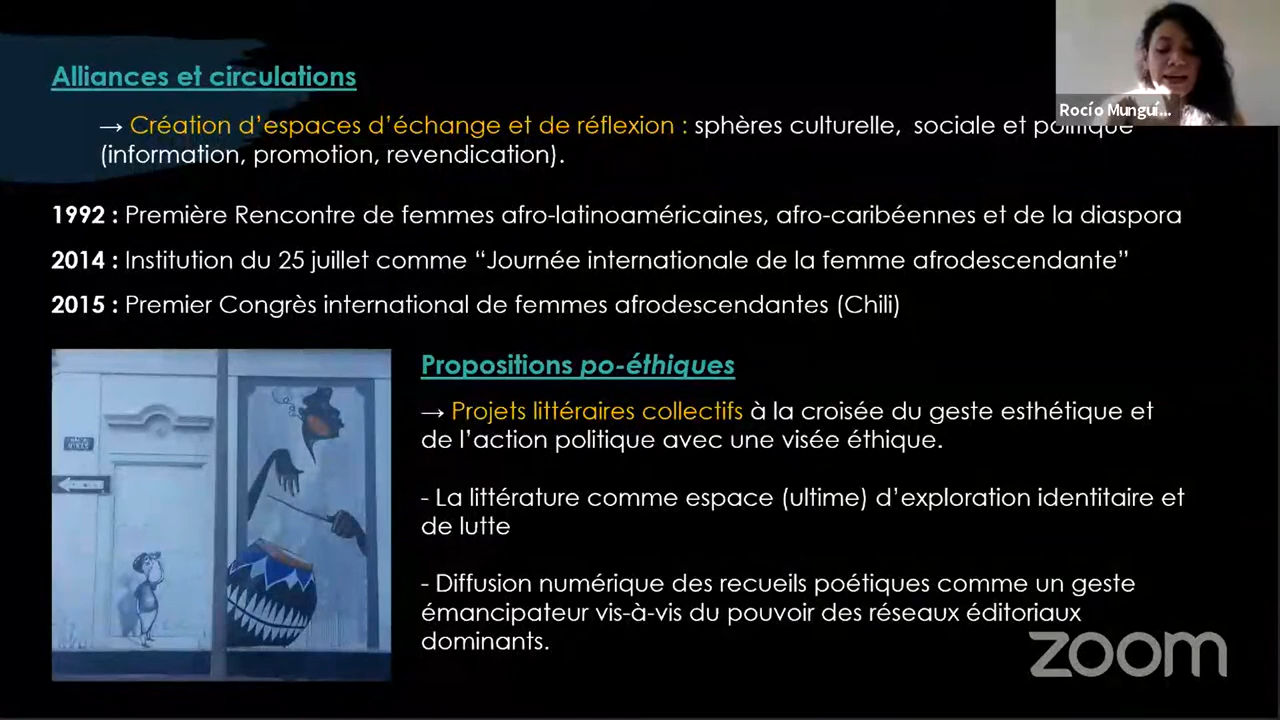 Alliances et circulations
→ Création d’espaces d’échange et de réflexion : sphères culturelle, sociale et politique
(information, promotion, revendication).
1992 : Première Rencontre de femmes afro-latinoaméricaines, afro-caribéennes et de la diaspora
2014 : Institution du 25 juillet comme “Journée internationale de la femme afrodescendante”
2015 : Premier Congrès international de femmes afrodescendantes (Chili)
Propositions po-éthiques
→ Projets littéraires collectifs à la croisée du geste esthétique et
de l’action politique avec une visée éthique.
- La littérature comme espace (ultime) d’exploration identitaire et
de lutte
- Diffusion numérique des recueils poétiques comme un geste
émancipateur vis-à-vis du pouvoir des réseaux éditoriaux
dominants.
Rocío Munguí...
zoom